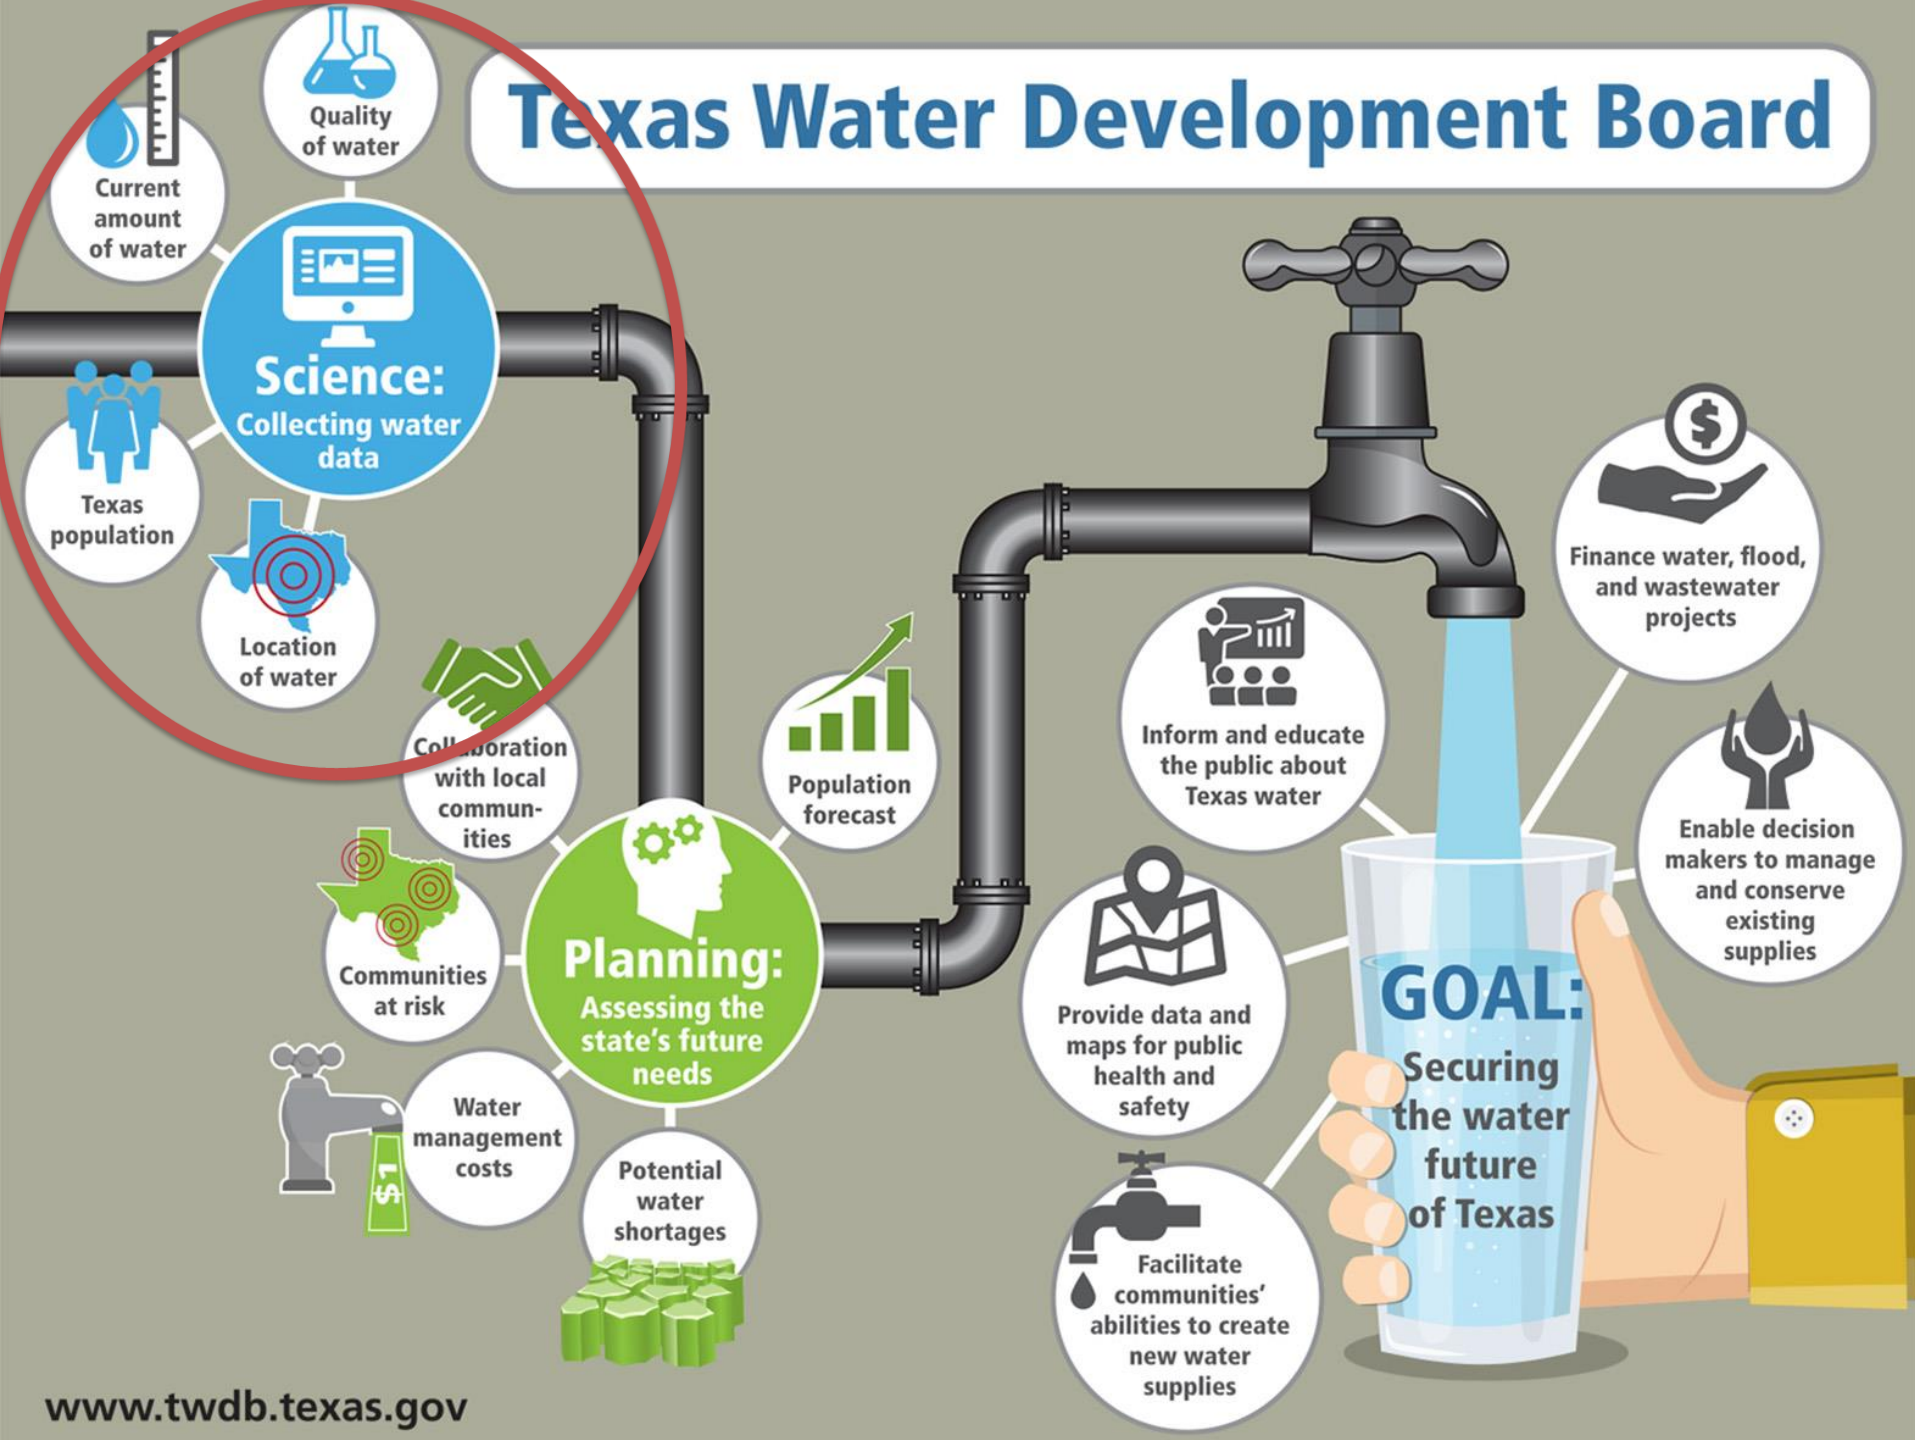 Texas Water Development Board
Quality
of water
Current
amount
of water
Science:
Collecting water
data
Texas
population
Location
of water
Collaboration
with local
commun-
ities
Population
forecast
Communities
at risk
Planning:
Assessing the
state's future
needs
Water
management
costs
$1
Potential
water
shortages
$
Finance water, flood,
and wastewater
projects
Inform and educate
the public about
Texas water
Enable decision
makers to manage
and conserve
existing
supplies
Provide data and
maps for public
health and
safety
GOAL:
Securing
the water
future
of Texas
Facilitate
communities'
abilities to create
new water
supplies
www.twdb.texas.gov